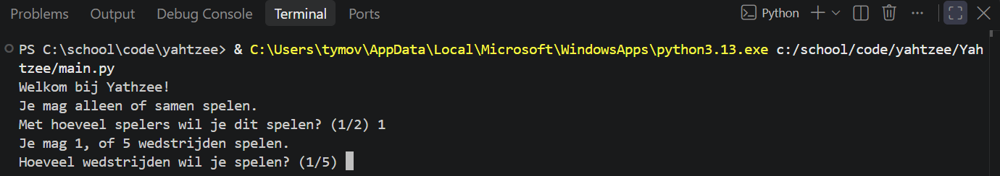 Problems Output Debug Console Terminal Ports Python
PS C:\school\code\yahtzee> & C:\Users\tymov\AppData\Local\Microsoft\WindowsApps\python3.13.exe c:/school/code/yahtzee/Yah
tzee/main.py
Welkom bij Yathzee!
Je mag alleen of samen spelen.
Met hoeveel spelers wil je dit spelen? (1/2) 1
Je mag 1, of 5 wedstrijden spelen.
Hoeveel wedstrijden wil je spelen? (1/5)